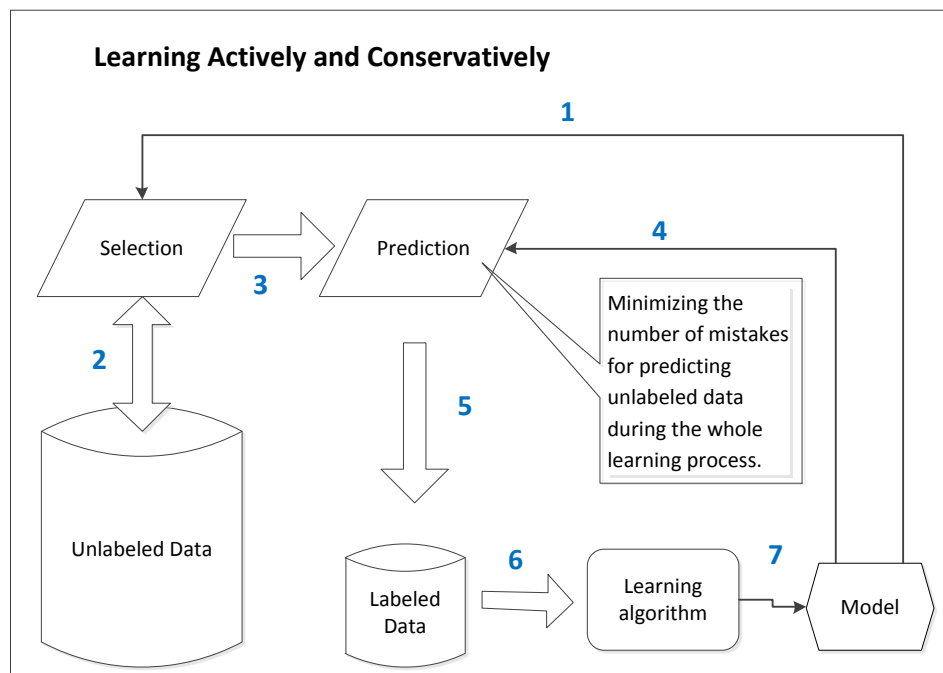 Learning Actively and Conservatively
1
Selection
3
Prediction
4
2
Minimizing the
number of mistakes
for predicting
unlabeled data
during the whole
learning process.
5
Unlabeled Data
Labeled
Data
6
Learning
algorithm
7
Model